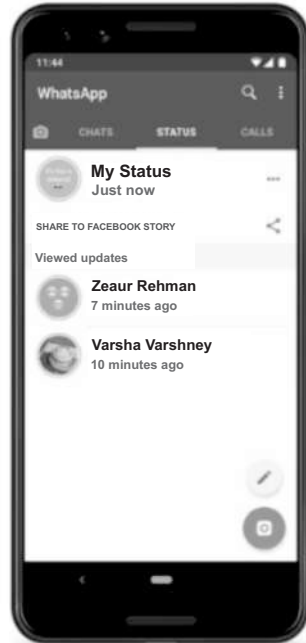 11:44
WhatsApp
CHATS STATUS CALLS
My Status
Just now
SHARE TO FACEBOOK STORY
Viewed updates
Zeaur Rehman
7 minutes ago
Varsha Varshney
10 minutes ago